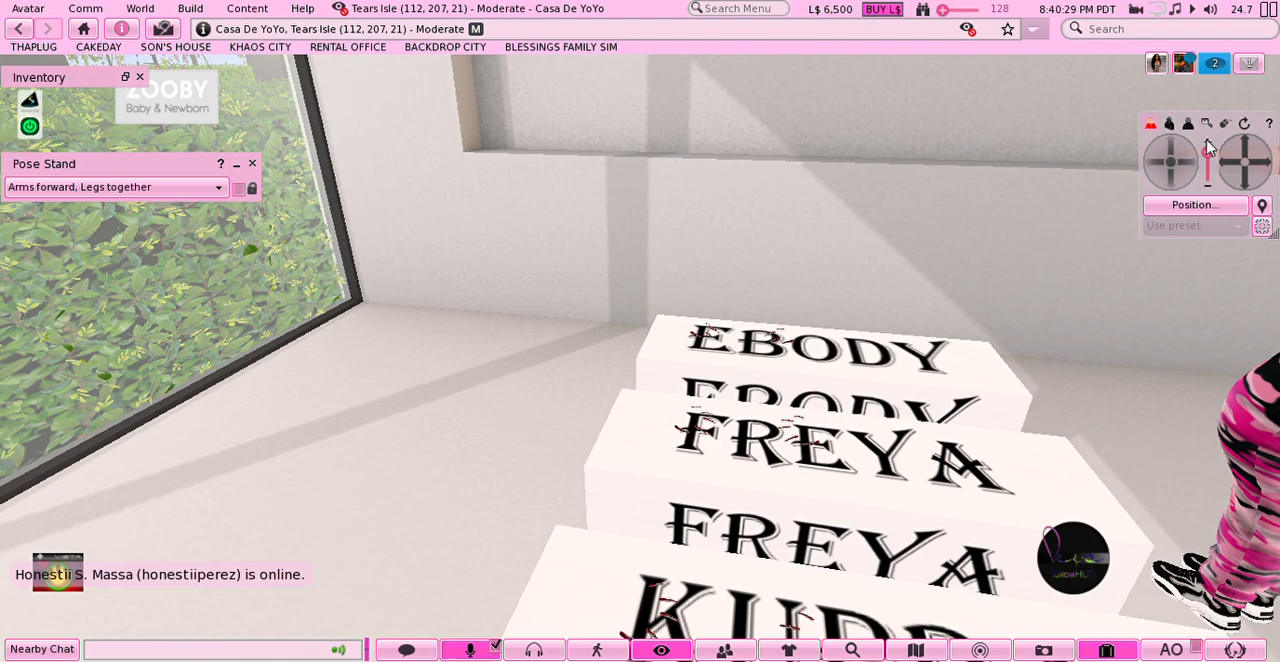 Avatar Comm World Build Content Help Tears Isle (112, 207, 21) - Moderate - Casa De YoYo Search Menu L$ 6,500 BUY L$ 128 8:40:29 PM PDT 24.7
Casa De YoYo, Tears Isle (112, 207, 21) - Moderate M Search
THAPLUG CAKEDAY SON'S HOUSE KHAOS CITY RENTAL OFFICE BACKDROP CITY BLESSINGS FAMILY SIM
2 1
Inventory
ZOOBY
Baby & Newborn
?
Pose Stand ?
Arms forward, Legs together
Position...
Use preset
EBODY
EBODY
FREYA
FREYA
Honestii S. Massa (honestiiperez) is online.
Nearby Chat AO